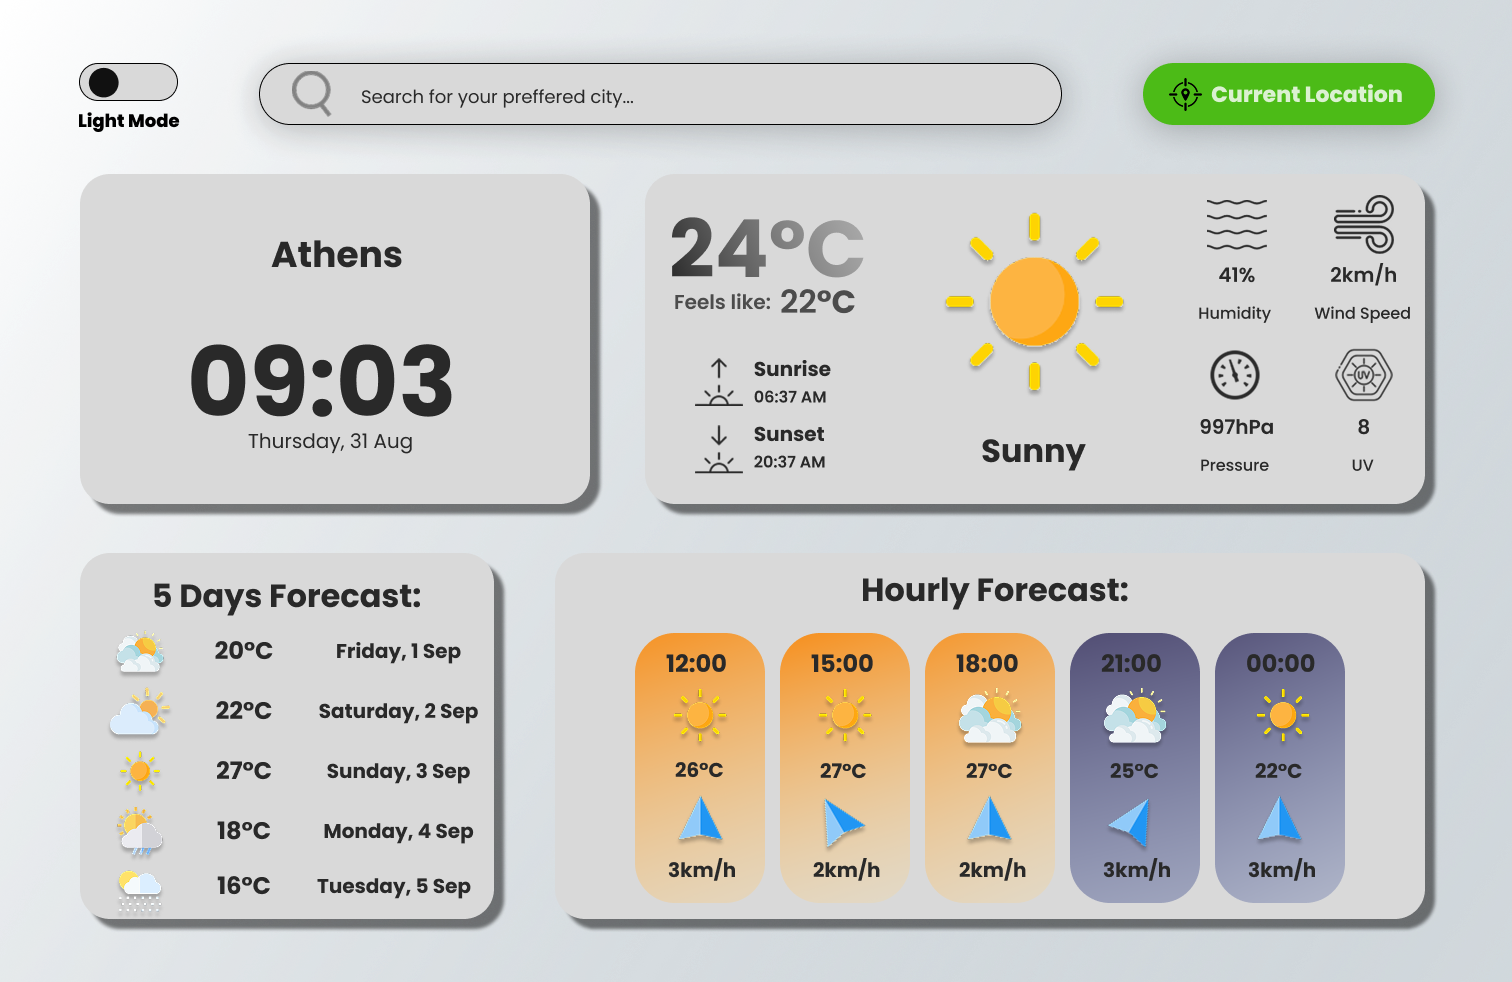 Light Mode
Search for your preffered city...
Current Location
Athens
09:03
Thursday, 31 Aug
24°C
Feels like: 22°C
Sunrise
06:37 AM
Sunset
20:37 AM
Sunny
41%
Humidity
2km/h
Wind Speed
997hPa
Pressure
UV
8
UV
5 Days Forecast:
20°C Friday, 1 Sep
22°C Saturday, 2 Sep
27°C Sunday, 3 Sep
18°C Monday, 4 Sep
16°C Tuesday, 5 Sep
Hourly Forecast:
12:00 15:00 18:00 21:00 00:00
26°C 27°C 27°C 25°C 22°C
3km/h 2km/h 2km/h 3km/h 3km/h